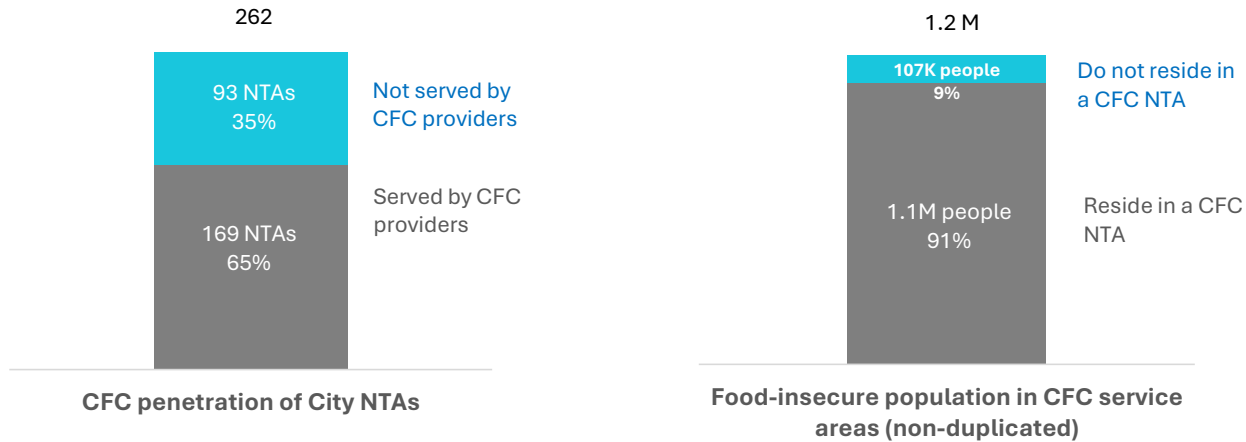 262
93 NTAs
35%
Not served by
CFC providers
169 NTAs
65%
Served by CFC
providers
CFC penetration of City NTAs
1.2 M
107K people
9%
Do not reside in
a CFC NTA
1.1M people
91%
Reside in a CFC
NTA
Food-insecure population in CFC service
areas (non-duplicated)